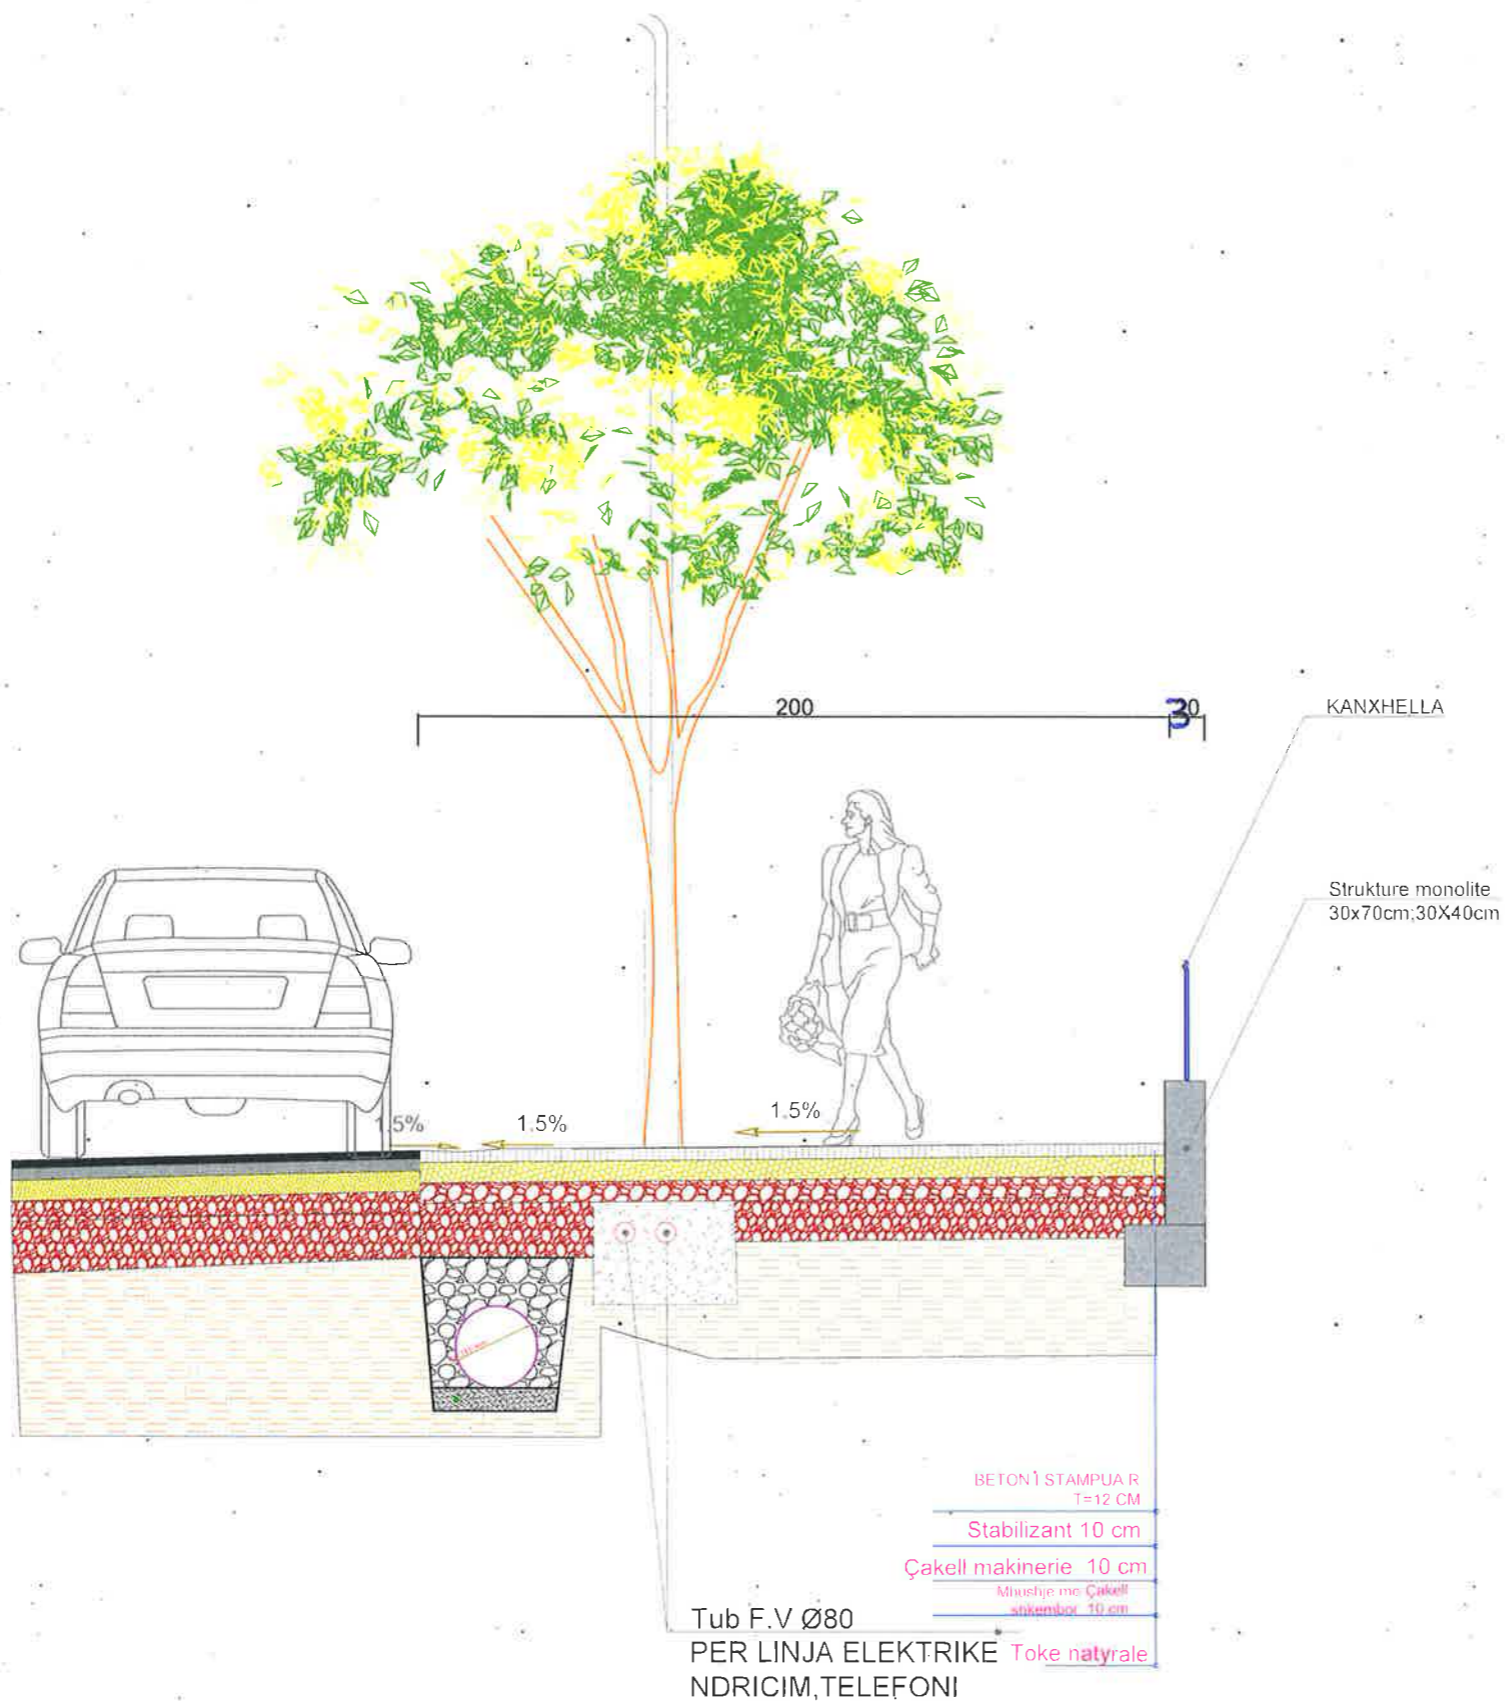 200
30
KANXHELLA
Strukture monolite
30x70cm;30X40cm
1.5%
1.5%
1.5%
BETON I STAMPUAR
T=12 CM
Stabilizant 10 cm
Çakell makinerie 10 cm
Mbushje me Çakell
shkembor 10 cm
Toke natyrale
Tub F.V Ø80
PER LINJA ELEKTRIKE
NDRICIM,TELEFONI